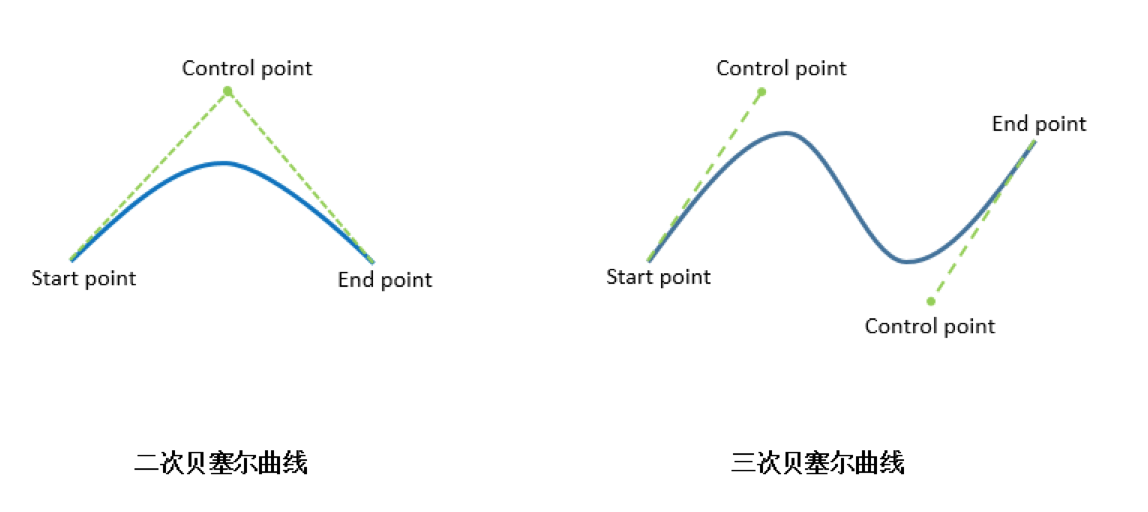 Control point
Start point
End point
二次贝塞尔曲线
Control point
End point
Start point
Control point
三次贝塞尔曲线